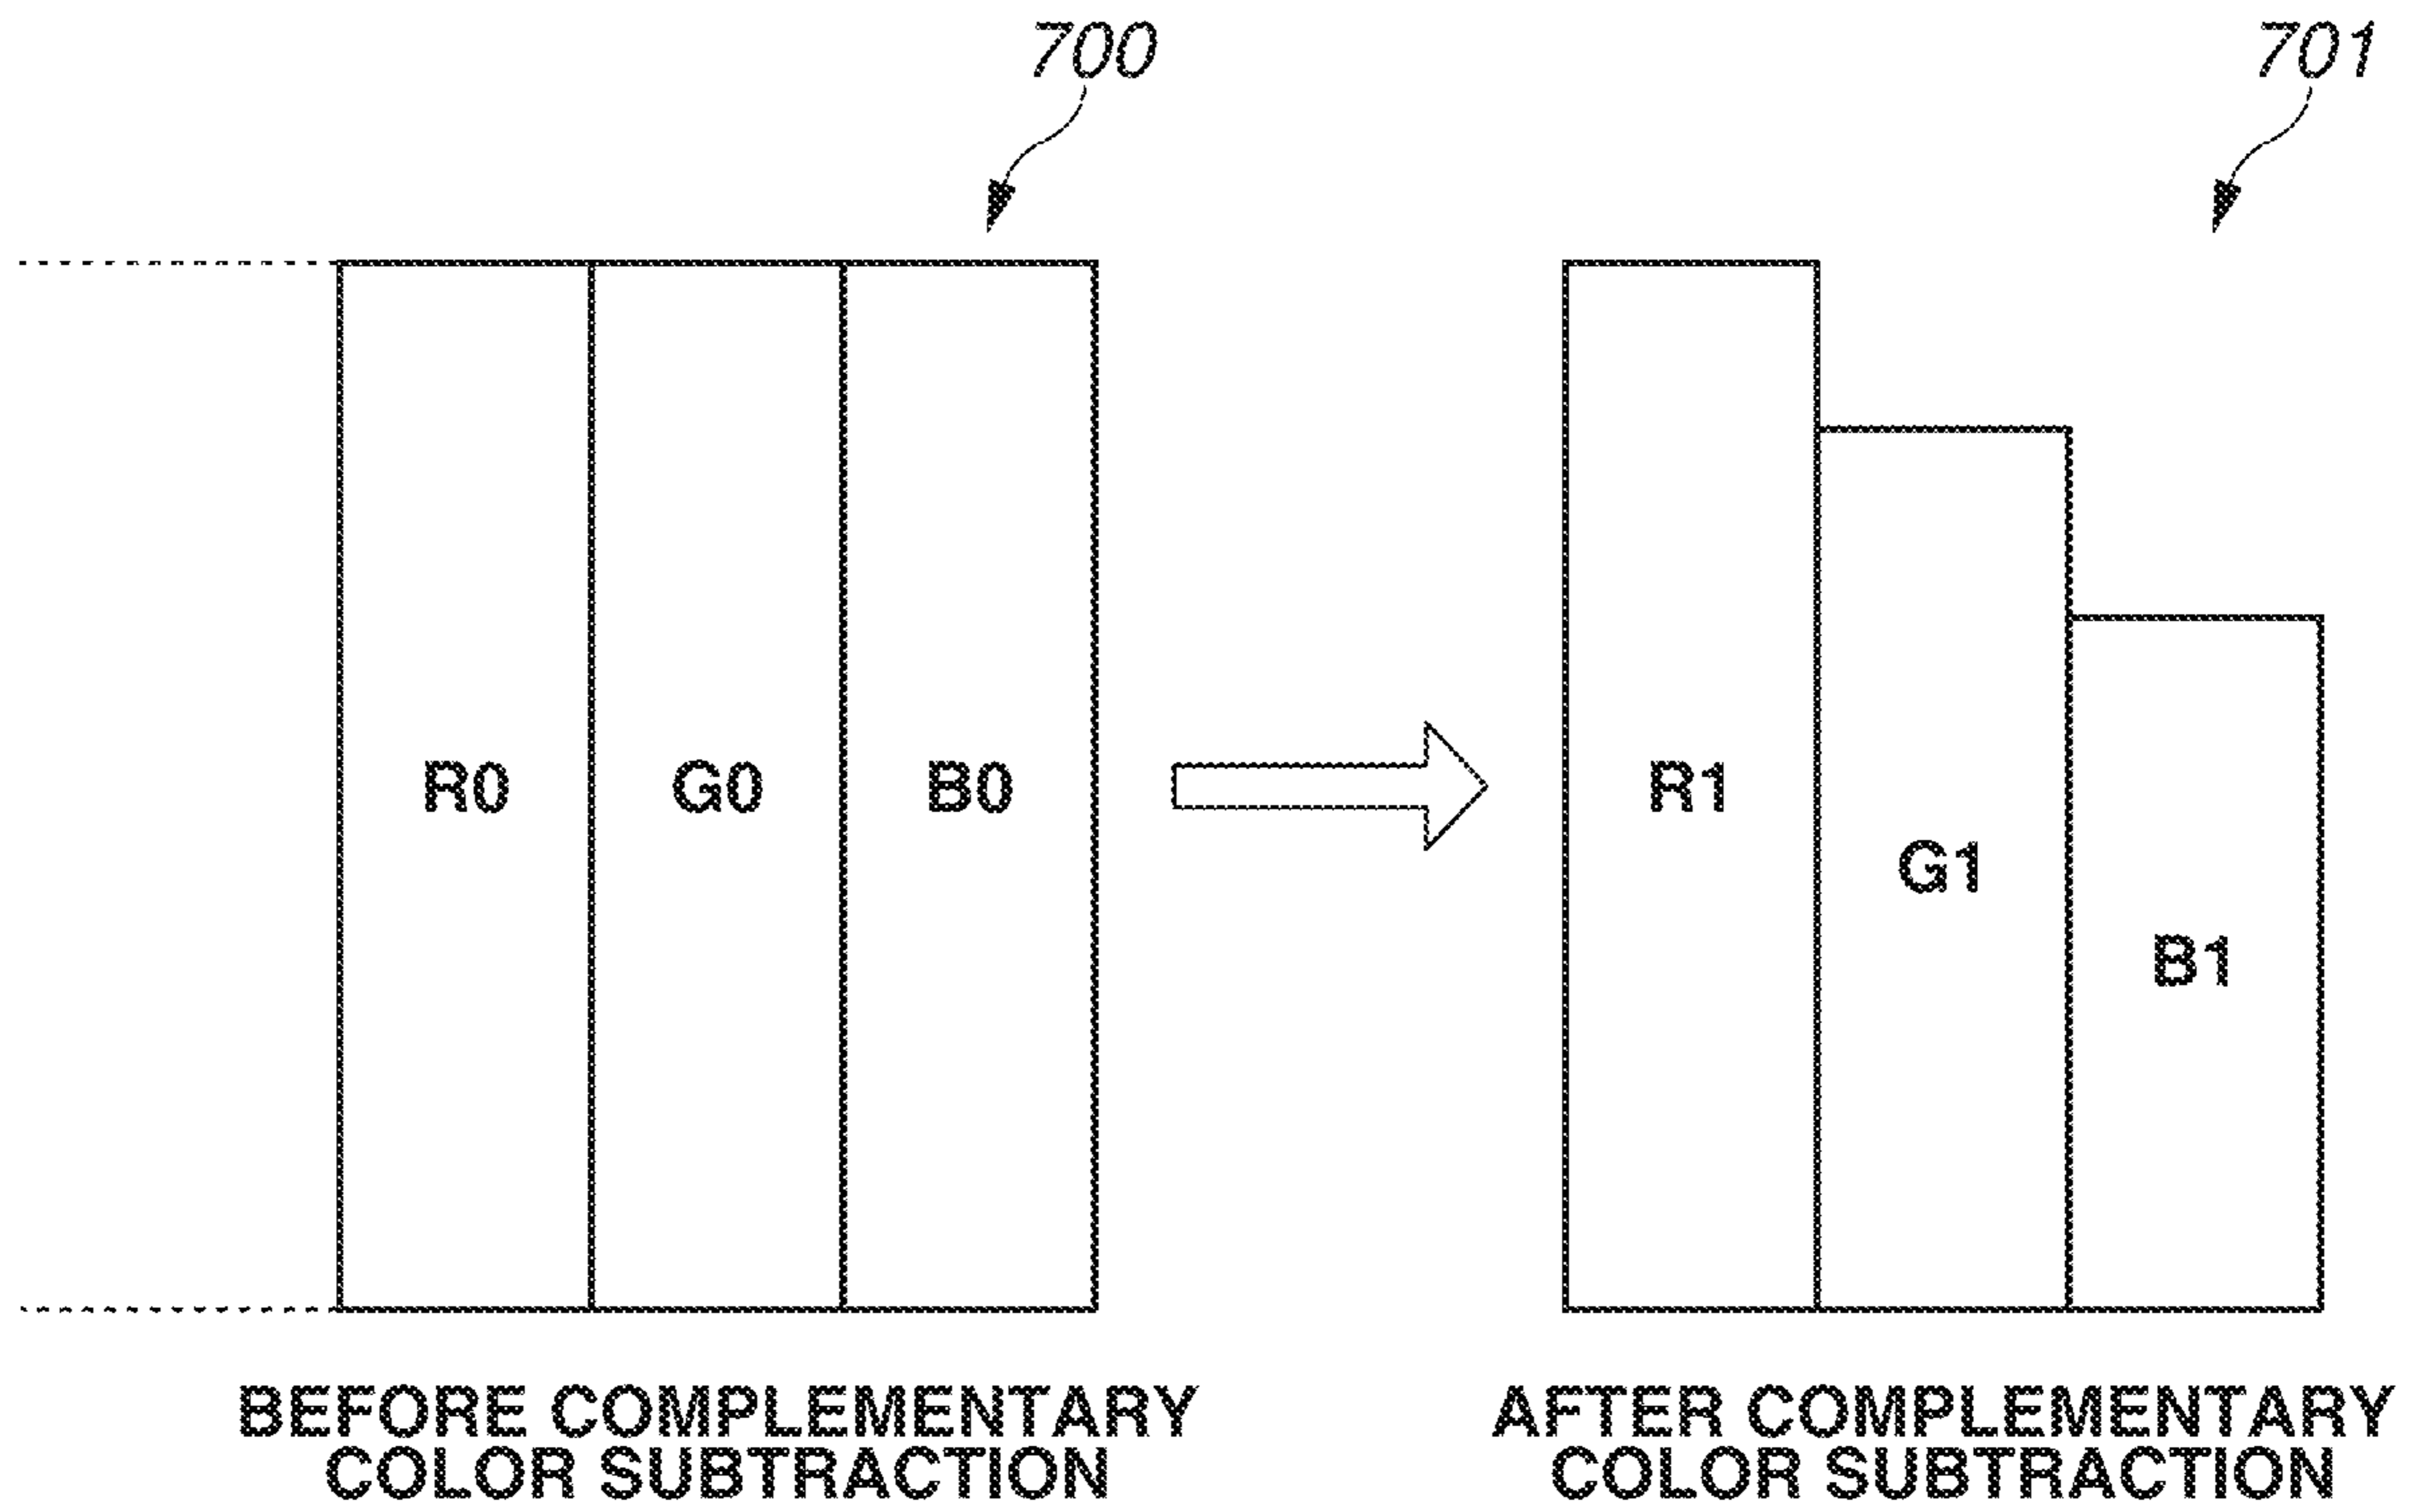 700
701
R0
G0
B0
R1
G1
B1
BEFORE COMPLEMENTARY
COLOR SUBTRACTION
AFTER COMPLEMENTARY
COLOR SUBTRACTION